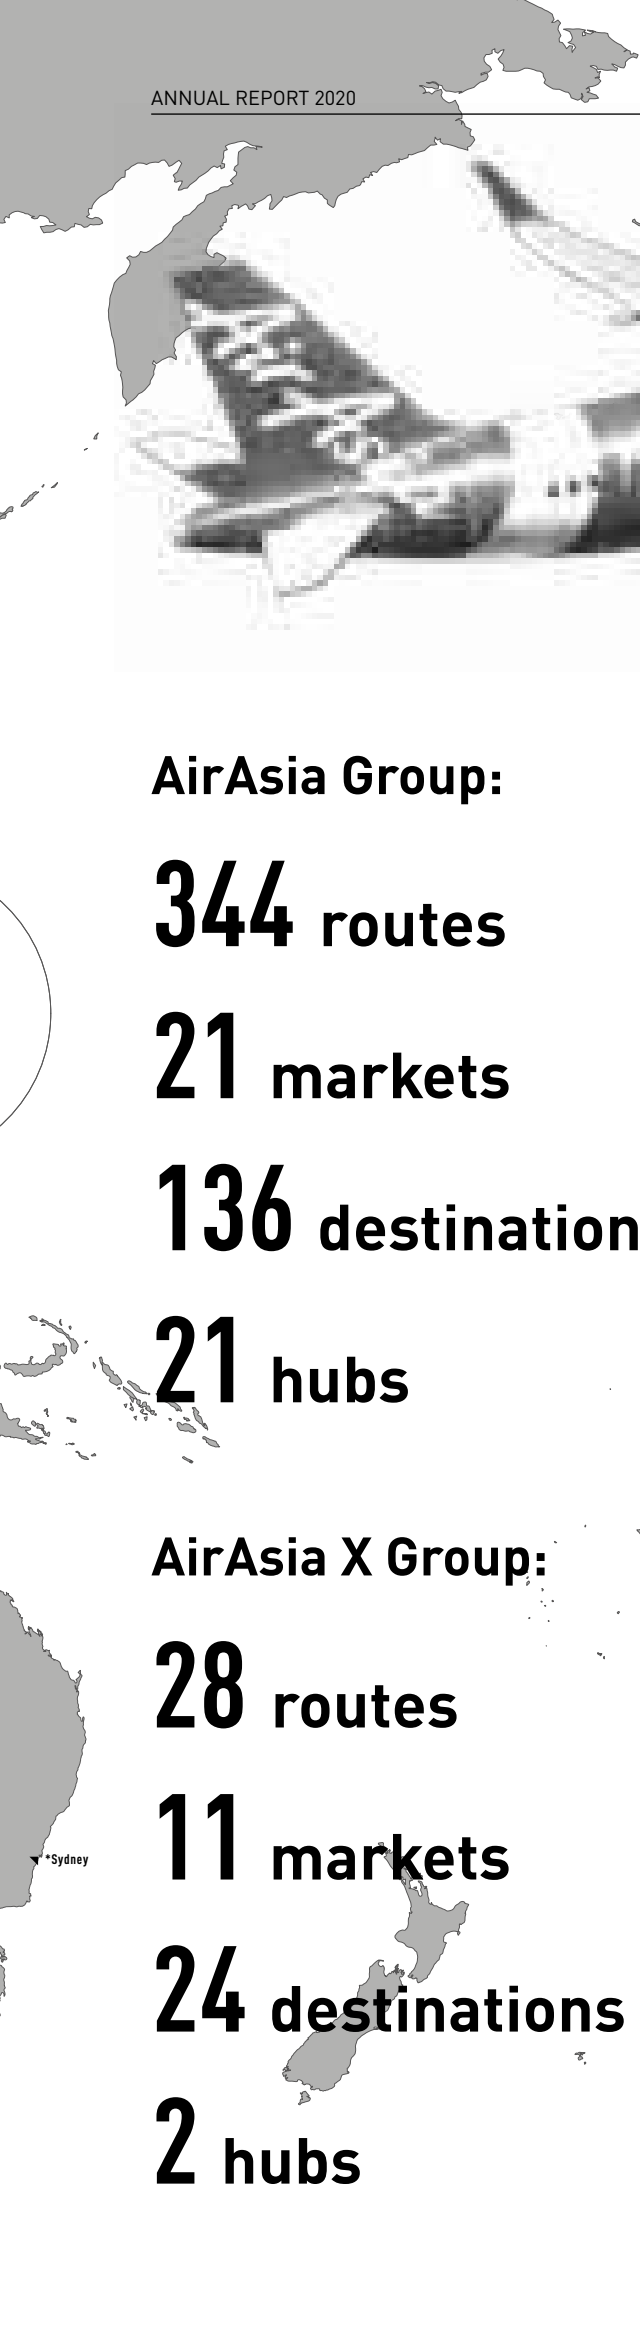 ANNUAL REPORT 2020
AirAsia Group:
344 routes
21 markets
136 destination
21 hubs
AirAsia X Group:
28 routes
11 markets
*Sydney
24 destinations
2 hubs